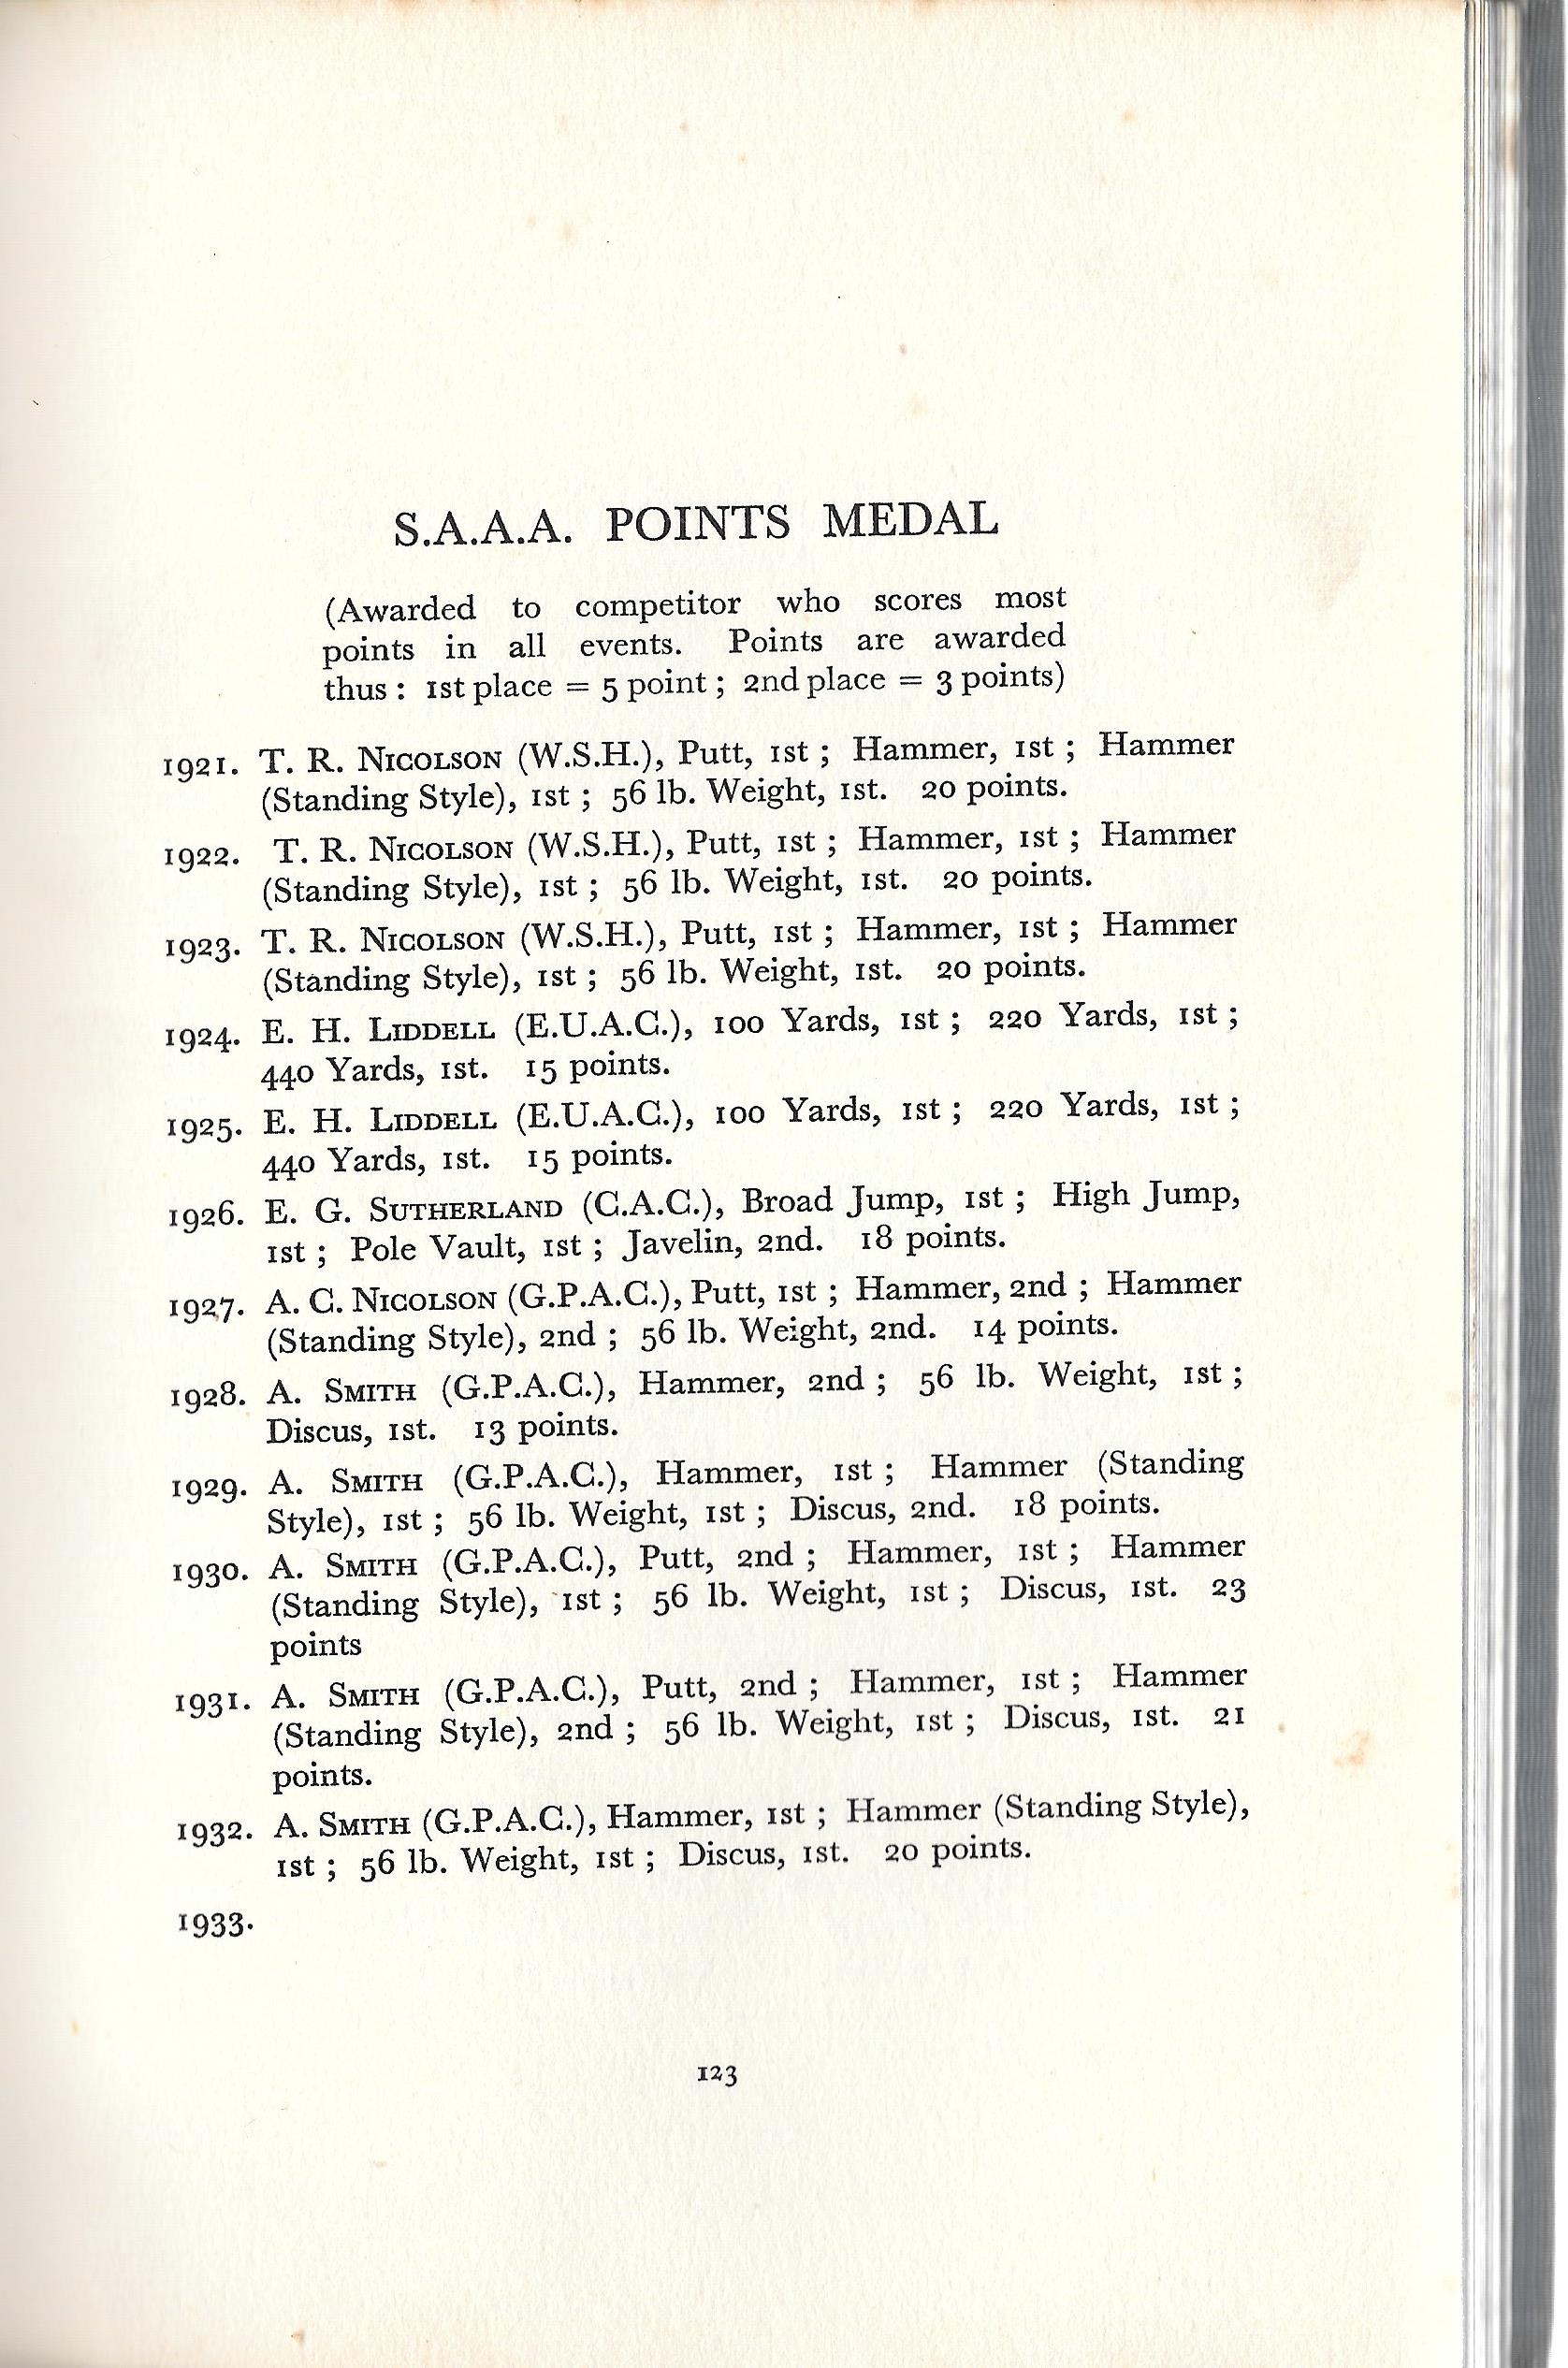 S.A.A.A. POINTS MEDAL
(Awarded to competitor who scores most
points in all events. Points are awarded
thus : 1st place = 5 point ; 2nd place = 3 points)
1921. T. R. NICOLSON (W.S.H.), Putt, 1st ; Hammer, 1st ; Hammer
(Standing Style), 1st ; 56 lb. Weight, 1st. 20 points.
1922. T. R. NICOLSON (W.S.H.), Putt, 1st ; Hammer, 1st ; Hammer
(Standing Style), 1st ; 56 lb. Weight, 1st. 20 points.
1923. T. R. NICOLSON (W.S.H.), Putt, 1st ; Hammer, 1st ; Hammer
(Standing Style), 1st ; 56 lb. Weight, 1st. 20 points.
1924. E. H. LIDDELL (E.U.A.C.), 100 Yards, 1st ; 220 Yards, 1st ;
440 Yards, 1st. 15 points.
1925. E. H. LIDDELL (E.U.A.C.), 100 Yards, 1st ; 220 Yards, 1st ;
440 Yards, 1st. 15 points.
1926. E. G. SUTHERLAND (C.A.C.), Broad Jump, 1st ; High Jump,
1st ; Pole Vault, 1st ; Javelin, 2nd. 18 points.
1927. A. C. NICOLSON (G.P.A.C.), Putt, 1st ; Hammer, 2nd ; Hammer
(Standing Style), 2nd ; 56 lb. Weight, 2nd. 14 points.
1928. A. SMITH (G.P.A.C.), Hammer, 2nd ; 56 lb. Weight, 1st ;
Discus, 1st. 13 points.
1929. A. SMITH (G.P.A.C.), Hammer, 1st ; Hammer (Standing
Style), 1st ; 56 lb. Weight, 1st ; Discus, 2nd. 18 points.
1930. A. SMITH (G.P.A.C.), Putt, 2nd ; Hammer, 1st ; Hammer
(Standing Style), 1st ; 56 lb. Weight, 1st ; Discus, 1st. 23
points
1931. A. SMITH (G.P.A.C.), Putt, 2nd ; Hammer, 1st ; Hammer
(Standing Style), 2nd ; 56 lb. Weight, 1st ; Discus, 1st. 21
points.
1932. A. SMITH (G.P.A.C.), Hammer, 1st ; Hammer (Standing Style),
1st ; 56 lb. Weight, 1st ; Discus, 1st. 20 points.
1933.
123